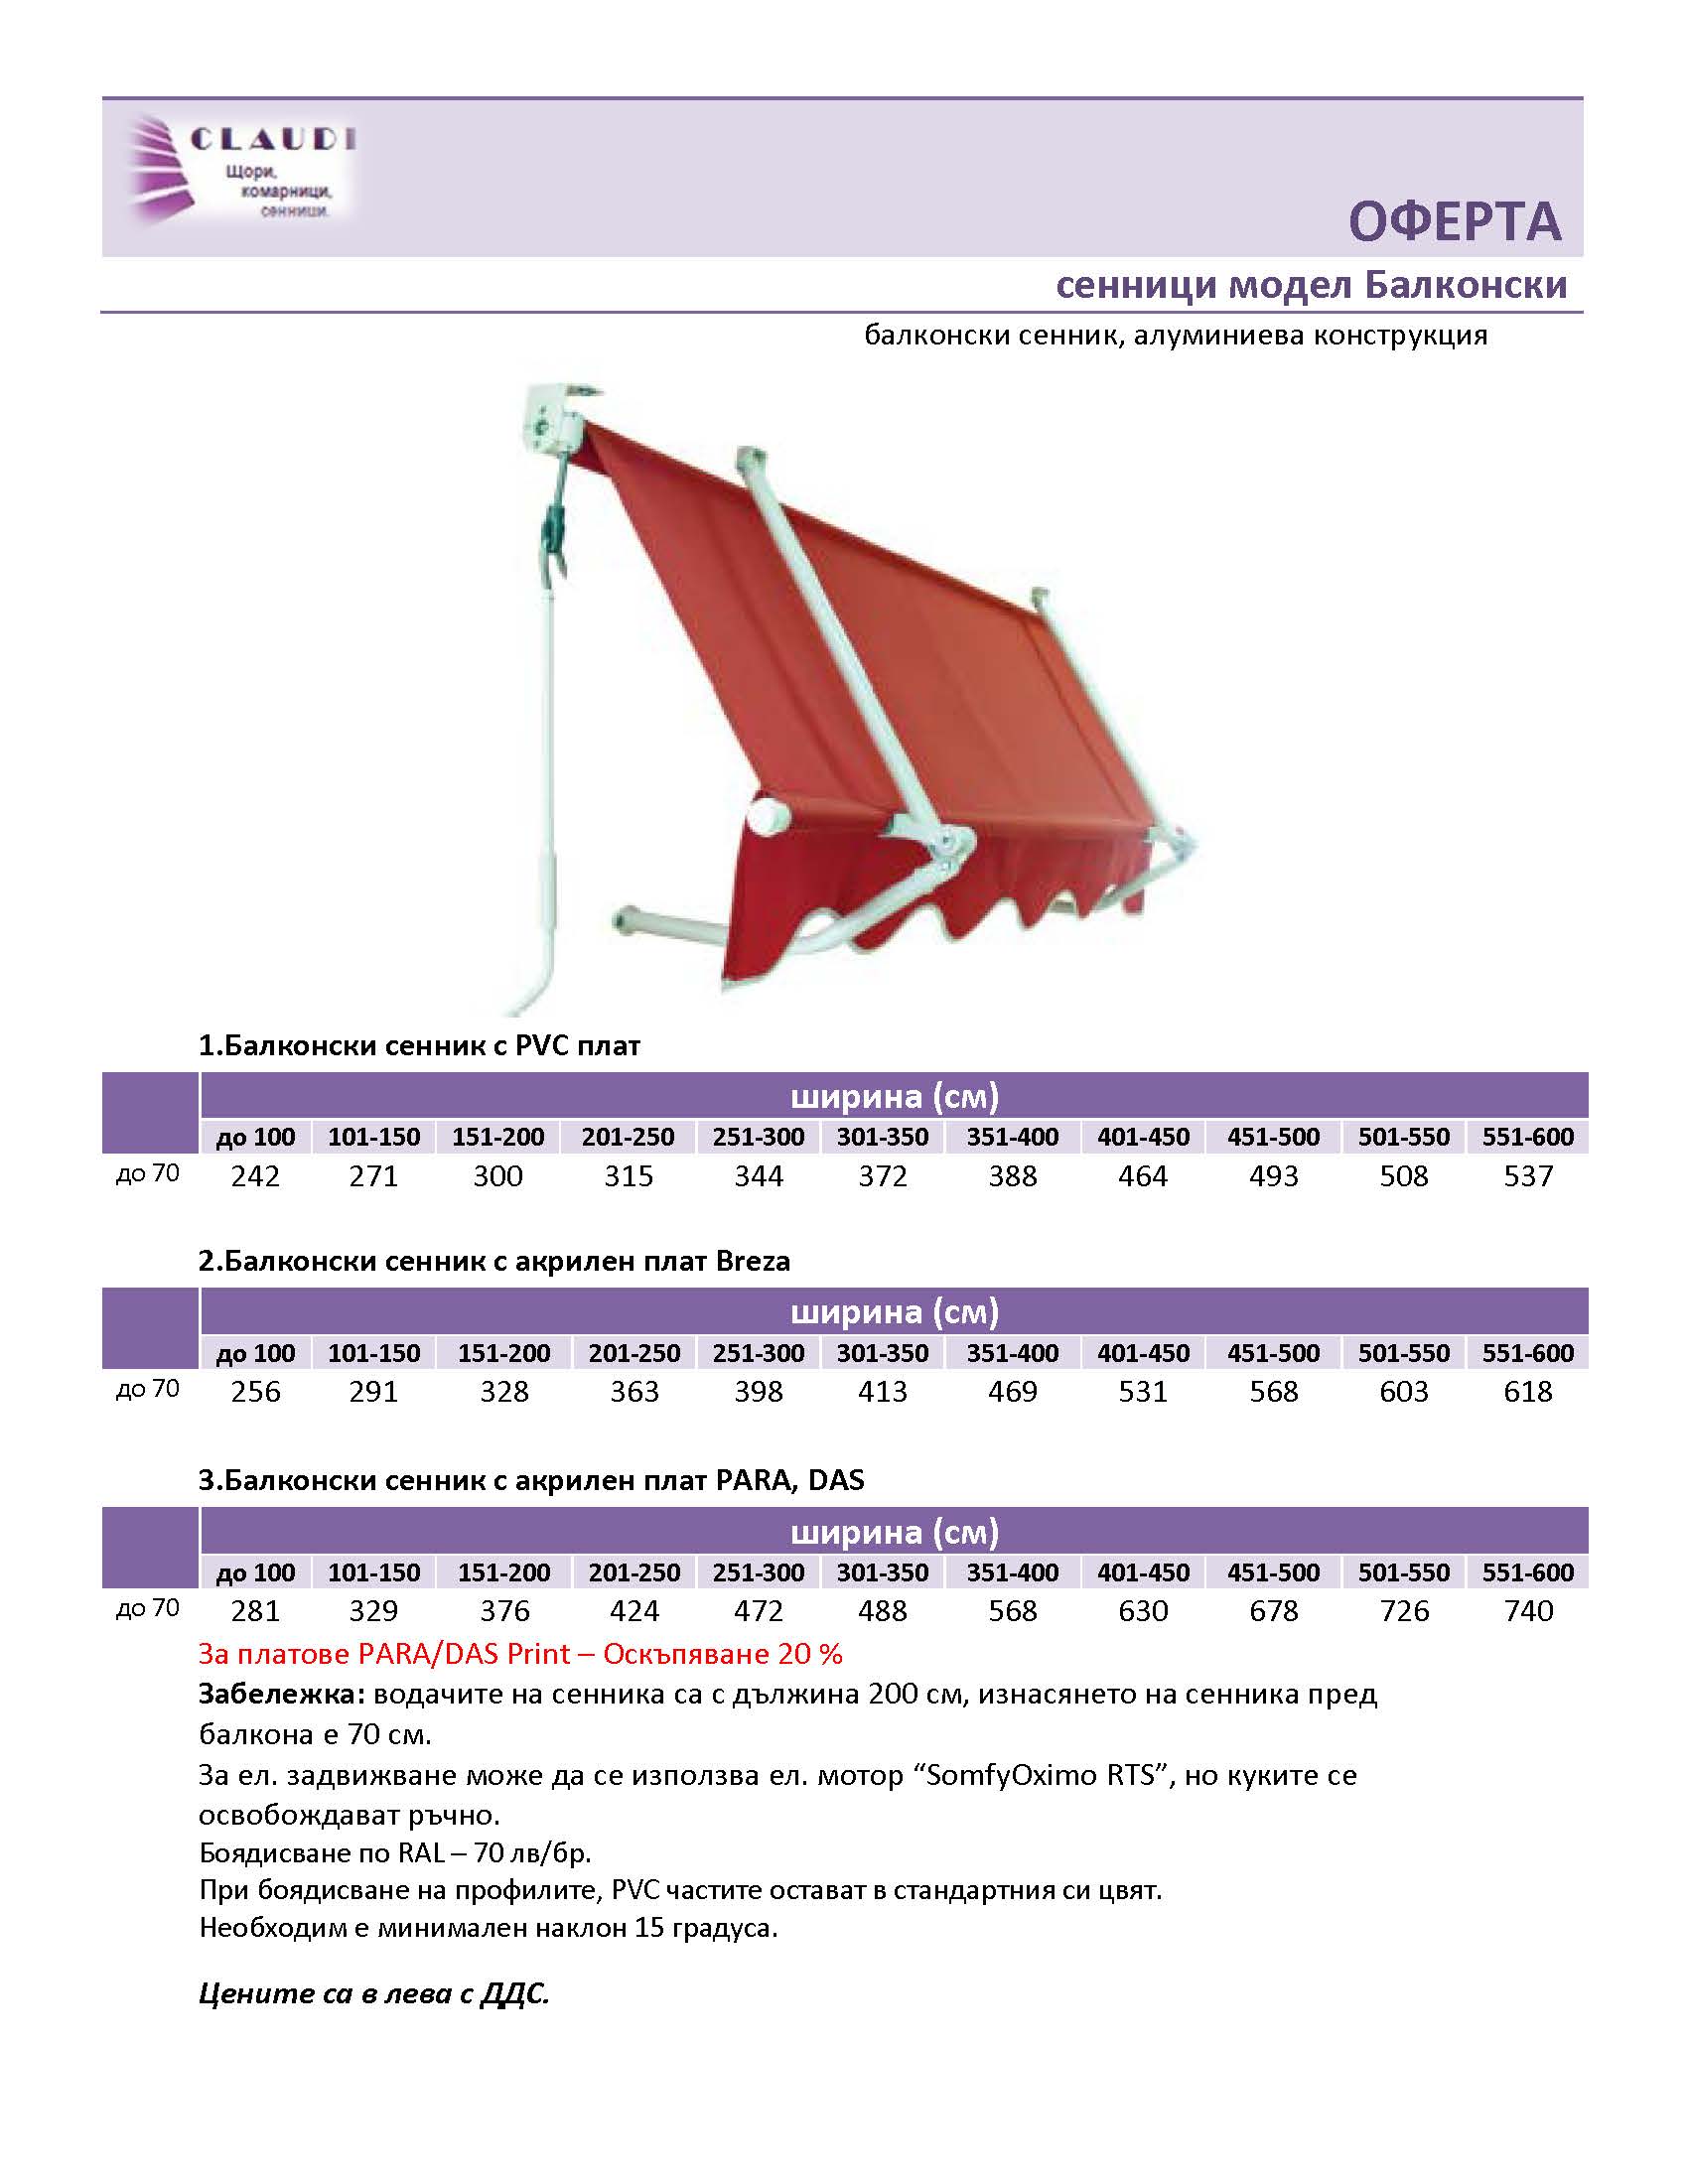 CLAUDI
Щори,
комарници,
сенници.
ОФЕРТА
сенници модел Балконски
балконски сенник, алуминиева конструкция
1.Балконски сенник с PVC плат
ширина (см)
до 100 101-150 151-200 201-250 251-300 301-350 351-400 401-450 451-500 501-550 551-600
до 70 242 271 300 315 344 372 388 464 493 508 537
2.Балконски сенник с акрилен плат Breza
ширина (см)
до 100 101-150 151-200 201-250 251-300 301-350 351-400 401-450 451-500 501-550 551-600
до 70 256 291 328 363 398 413 469 531 568 603 618
3.Балконски сенник с акрилен плат PARA, DAS
ширина (см)
до 100 101-150 151-200 201-250 251-300 301-350 351-400 401-450 451-500 501-550 551-600
до 70 281 329 376 424 472 488 568 630 678 726 740
За платове PARA/DAS Print – Оскъпяване 20 %
Забележка: водачите на сенника са с дължина 200 см, изнасянето на сенника пред
балкона е 70 см.
За ел. задвижване може да се използва ел. мотор “SomfyOximo RTS”, но куките се
освобождават ръчно.
Боядисване по RAL – 70 лв/бр.
При боядисване на профилите, PVC частите остават в стандартния си цвят.
Необходим е минимален наклон 15 градуса.
Цените са в лева с ДДС.